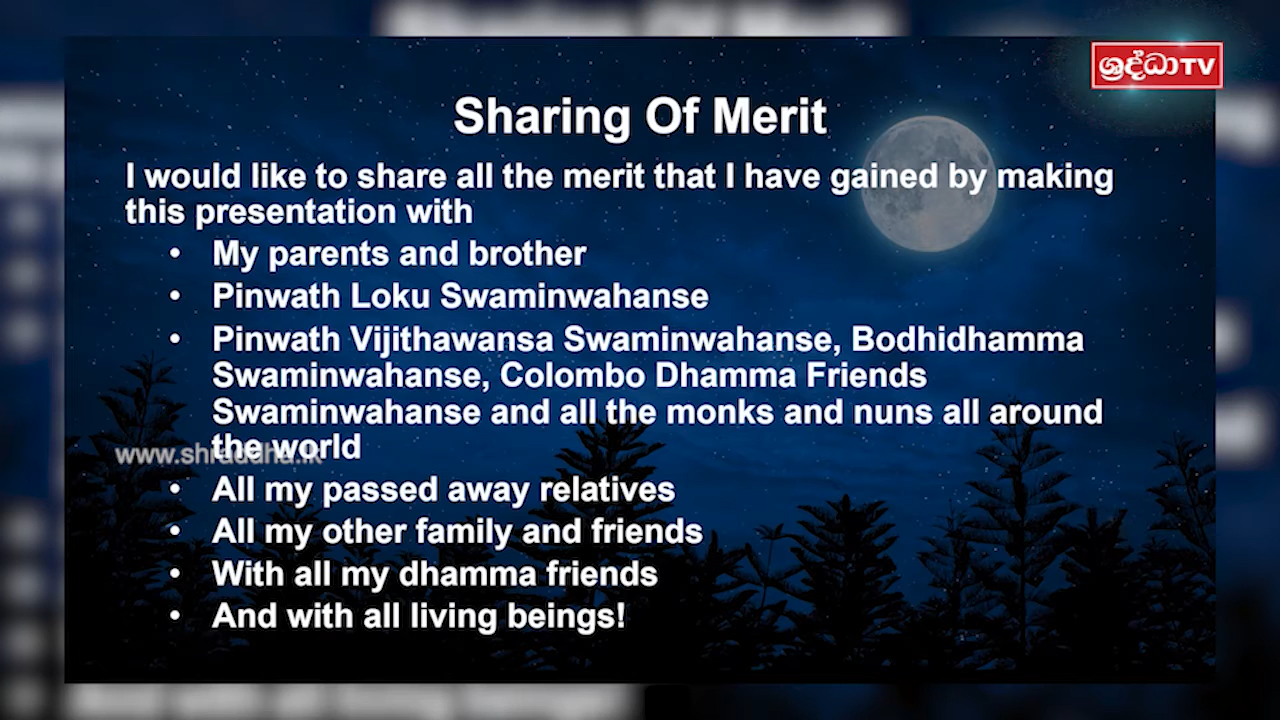 ශ්‍රද්ධාTV
Sharing Of Merit
I would like to share all the merit that I have gained by making
this presentation with
• My parents and brother
• Pinwath Loku Swaminwahanse
• Pinwath Vijithawansa Swaminwahanse, Bodhidhamma
Swaminwahanse, Colombo Dhamma Friends
Swaminwahanse and all the monks and nuns all around
the world
www.shraddha.lk
• All my passed away relatives
• All my other family and friends
• With all my dhamma friends
• And with all living beings!